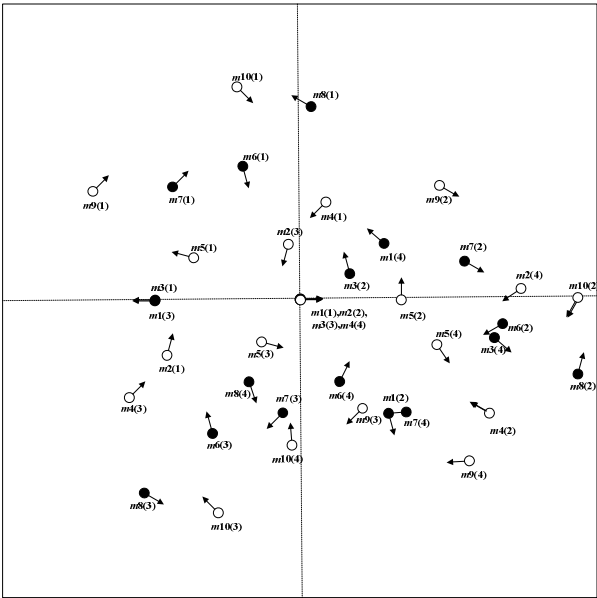 m10(1)
m8(1)
m6(1)
m9(1)
m7(1)
m9(2)
m4(1)
m2(3)
m1(4)
m5(1)
m7(2)
m3(2)
m2(4)
m3(1)
m10(2
m1(3)
m1(1),m2(2),
m3(3),m4(4)
m5(2)
m6(2)
m5(4)
m3(4)
m5(3)
m2(1)
m8(2)
m8(4)
m6(4)
m4(3)
m7(3)
m1(2)
m9(3)
m7(4)
m4(2)
m6(3)
m10(4)
m9(4)
m8(3)
m10(3)